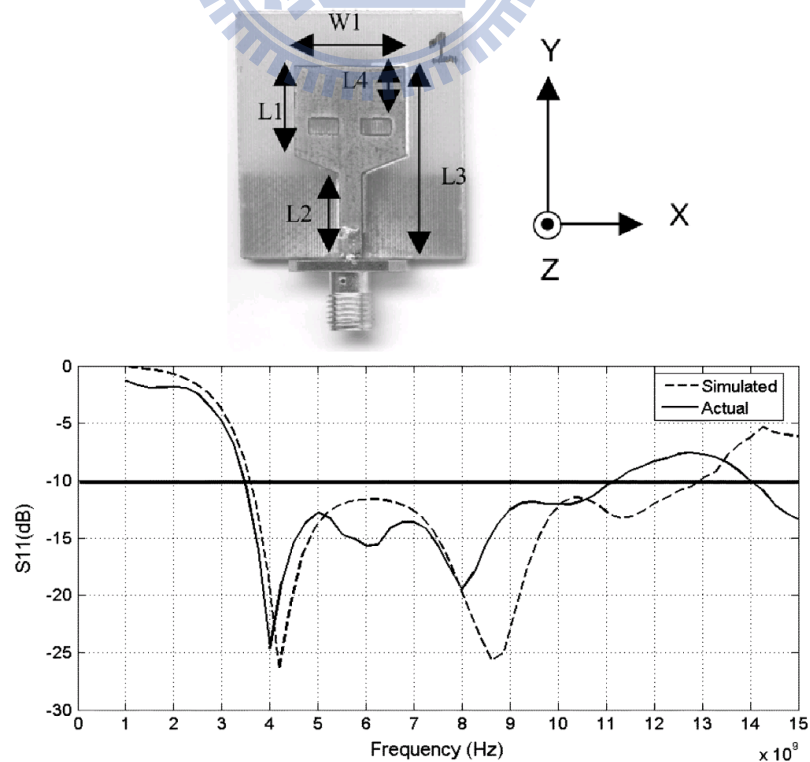 W1
L4
L1
L3
L2
Y
X
Z
0
-5
-10
-15
-20
-25
-30
S11(dB)
Simulated
Actual
0 1 2 3 4 5 6 7 8 9 10 11 12 13 14 15
Frequency (Hz)
x 10⁹